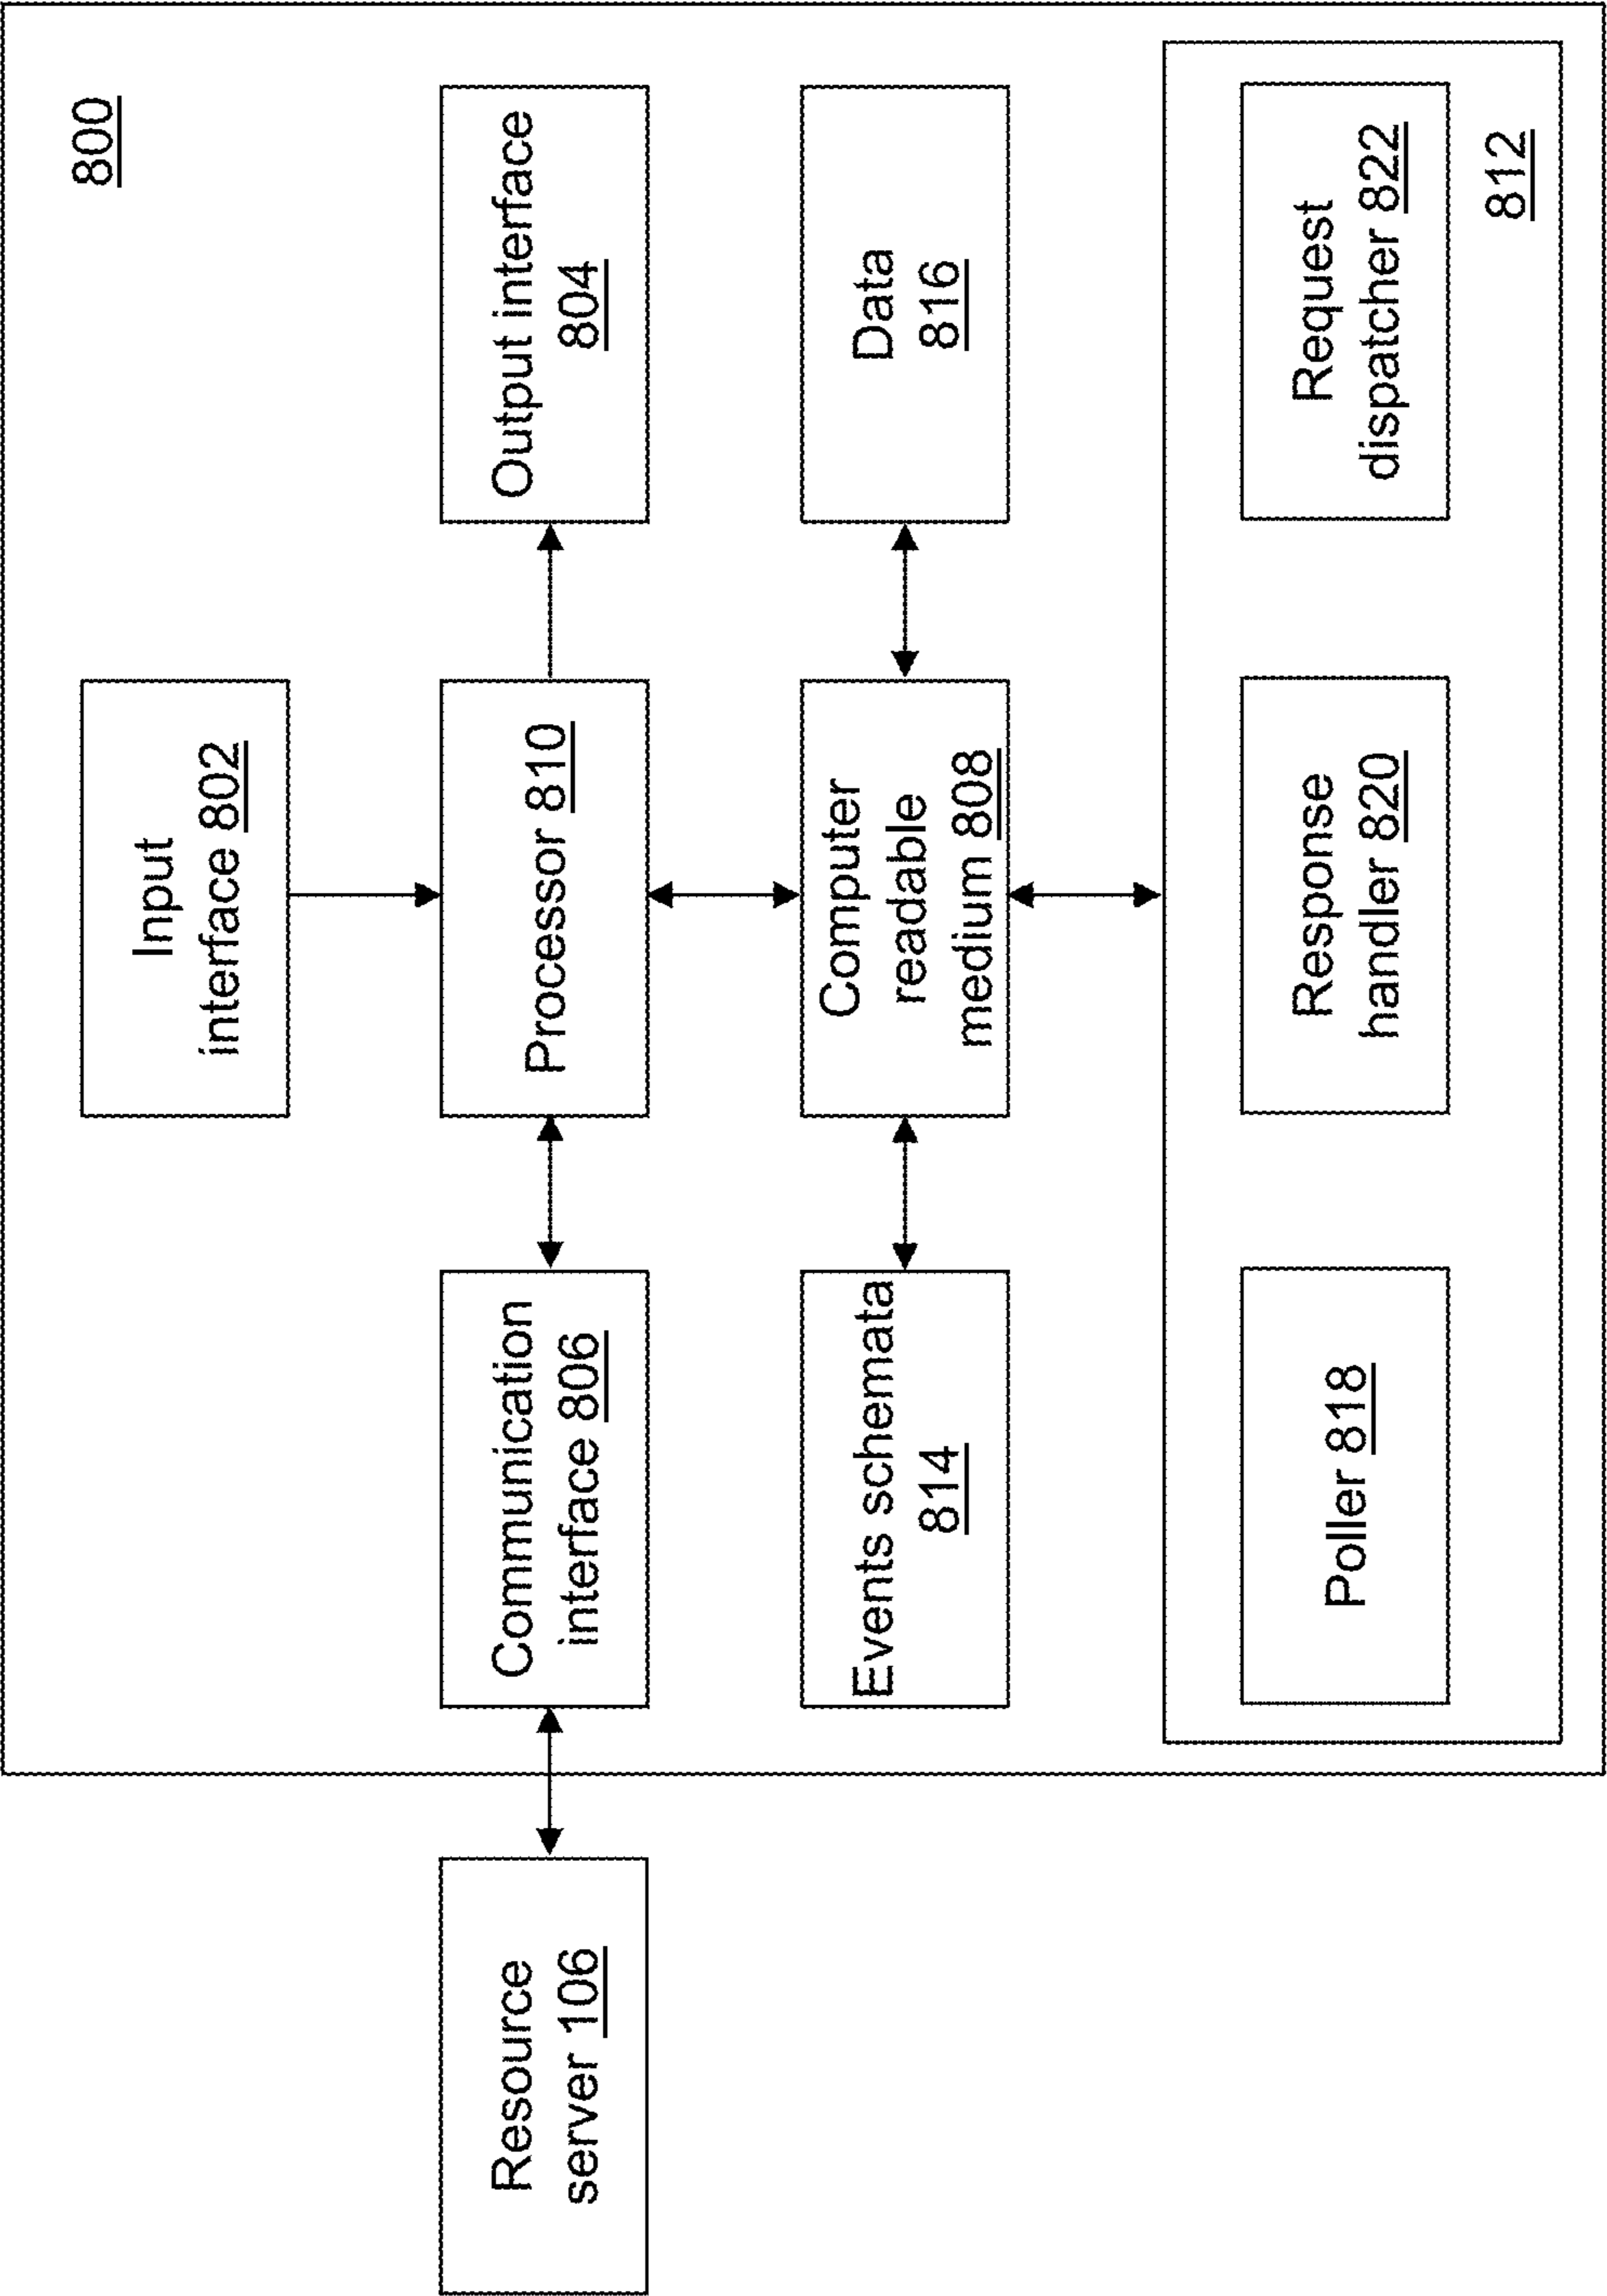 800
Input
interface 802
Resource
server 106
Communication
interface 806
Processor 810
Output interface
804
Events schemata
814
Computer
readable
medium 808
Data
816
Poller 818
Response
handler 820
Request
dispatcher 822
812